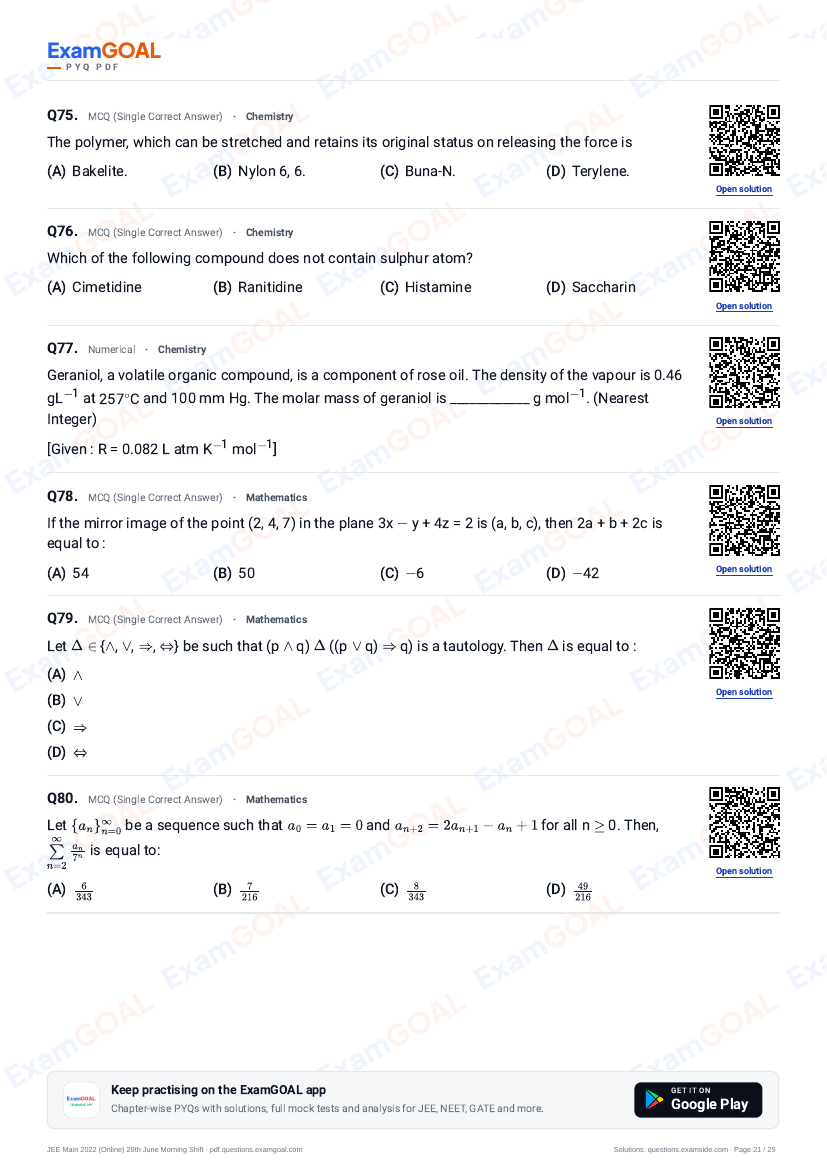 ExamGOAL
PYQ PDF
Q75. MCQ (Single Correct Answer) · Chemistry
The polymer, which can be stretched and retains its original status on releasing the force is
(A) Bakelite. (B) Nylon 6, 6. (C) Buna-N. (D) Terylene.
Open solution
Q76. MCQ (Single Correct Answer) · Chemistry
Which of the following compound does not contain sulphur atom?
(A) Cimetidine (B) Ranitidine (C) Histamine (D) Saccharin
Open solution
Q77. Numerical · Chemistry
Geraniol, a volatile organic compound, is a component of rose oil. The density of the vapour is 0.46
gL⁻¹ at 257°C and 100 mm Hg. The molar mass of geraniol is ____________ g mol⁻¹. (Nearest
Integer)
[Given : R = 0.082 L atm K⁻¹ mol⁻¹]
Open solution
Q78. MCQ (Single Correct Answer) · Mathematics
If the mirror image of the point (2, 4, 7) in the plane 3x − y + 4z = 2 is (a, b, c), then 2a + b + 2c is
equal to :
(A) 54 (B) 50 (C) −6 (D) −42
Open solution
Q79. MCQ (Single Correct Answer) · Mathematics
Let Δ ∈ {∧, ∨, ⇒, ⇔} be such that (p ∧ q) Δ ((p ∨ q) ⇒ q) is a tautology. Then Δ is equal to :
(A) ∧
(B) ∨
(C) ⇒
(D) ⇔
Open solution
Q80. MCQ (Single Correct Answer) · Mathematics
Let {aₙ}∞ₙ₌₀ be a sequence such that a₀ = a₁ = 0 and aₙ₊₂ = 2aₙ₊₁ − aₙ + 1 for all n ≥ 0. Then,
∞∑n=2 aₙ/7ⁿ is equal to:
(A) 6/343 (B) 7/216 (C) 8/343 (D) 49/216
Open solution
Keep practising on the ExamGOAL app
Chapter-wise PYQs with solutions, full mock tests and analysis for JEE, NEET, GATE and more.
GET IT ON
Google Play
JEE Main 2022 (Online) 29th June Morning Shift · pdf.questions.examgoal.com
Solutions: questions.examside.com · Page 21 / 25